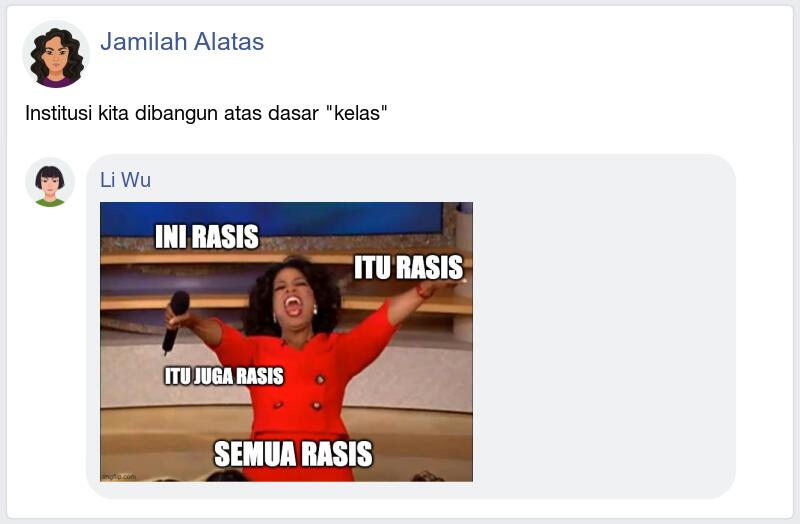 Jamilah Alatas
Institusi kita dibangun atas dasar "kelas"
Li Wu
INI RASIS
ITU RASIS
ITU JUGA RASIS
SEMUA RASIS
imgflip.com